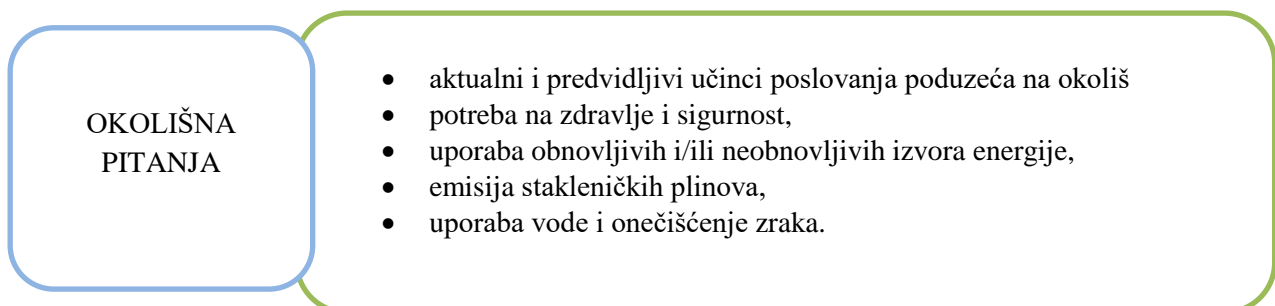 OKOLIŠNA
PITANJA
• aktualni i predvidljivi učinci poslovanja poduzeća na okoliš
• potreba na zdravlje i sigurnost,
• uporaba obnovljivih i/ili neobnovljivih izvora energije,
• emisija stakleničkih plinova,
• uporaba vode i onečišćenje zraka.